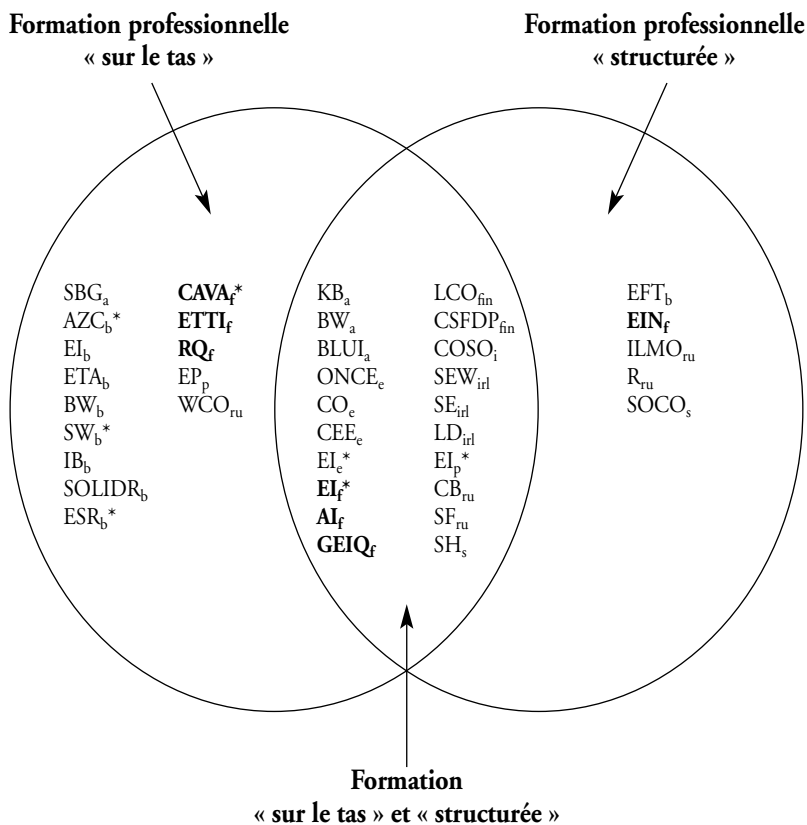 Formation professionnelle
« sur le tas »
Formation professionnelle
« structurée »
SBGa
AZCb*
EIb
ETAb
BWb
SWb*
IBb
SOLIDRb
ESRb*
CAVAf*
ETTIf
RQf
EPp
WCOru
KBa
BWa
BLUIa
ONCEe
COe
CEEe
EIe*
EIf*
AIf
GEIQf
LCOfin
CSFDPfin
COSOi
SEWirl
SEirl
LDirl
EIp*
CBru
SFru
SHs
EFTb
EINf
ILMOru
Rru
SOCOs
Formation
« sur le tas » et « structurée »